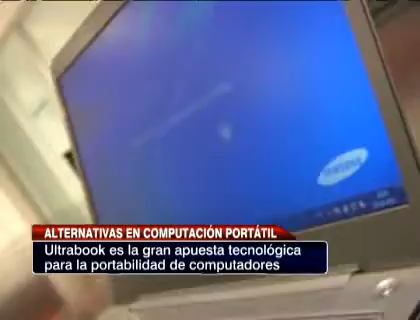 SAMSUNG
ALTERNATIVAS EN COMPUTACIÓN PORTÁTIL
Ultrabook es la gran apuesta tecnológica
para la portabilidad de computadores